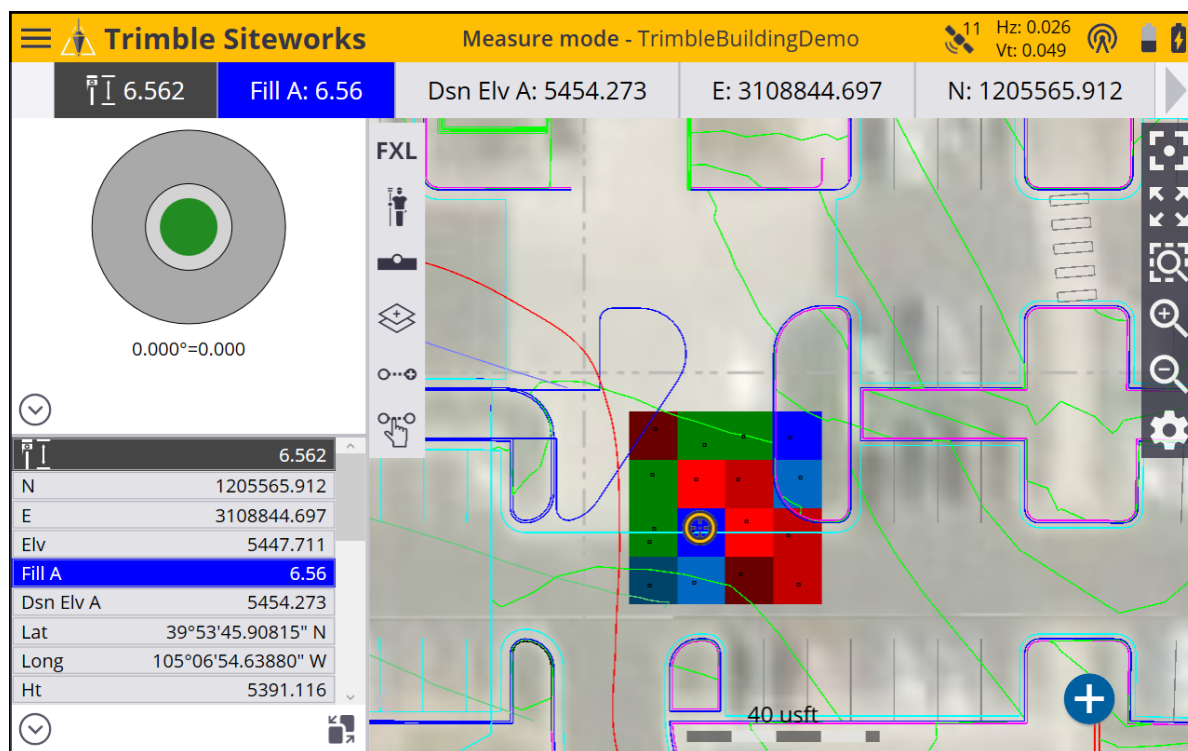 Trimble Siteworks
Measure mode - TrimbleBuildingDemo
11
Hz: 0.026
Vt: 0.049
6.562
Fill A: 6.56
Dsn Elv A: 5454.273
E: 3108844.697
N: 1205565.912
FXL
0.000°=0.000
6.562
N 1205565.912
E 3108844.697
Elv 5447.711
Fill A 6.56
Dsn Elv A 5454.273
Lat 39°53'45.90815" N
Long 105°06'54.63880" W
Ht 5391.116
40 usft